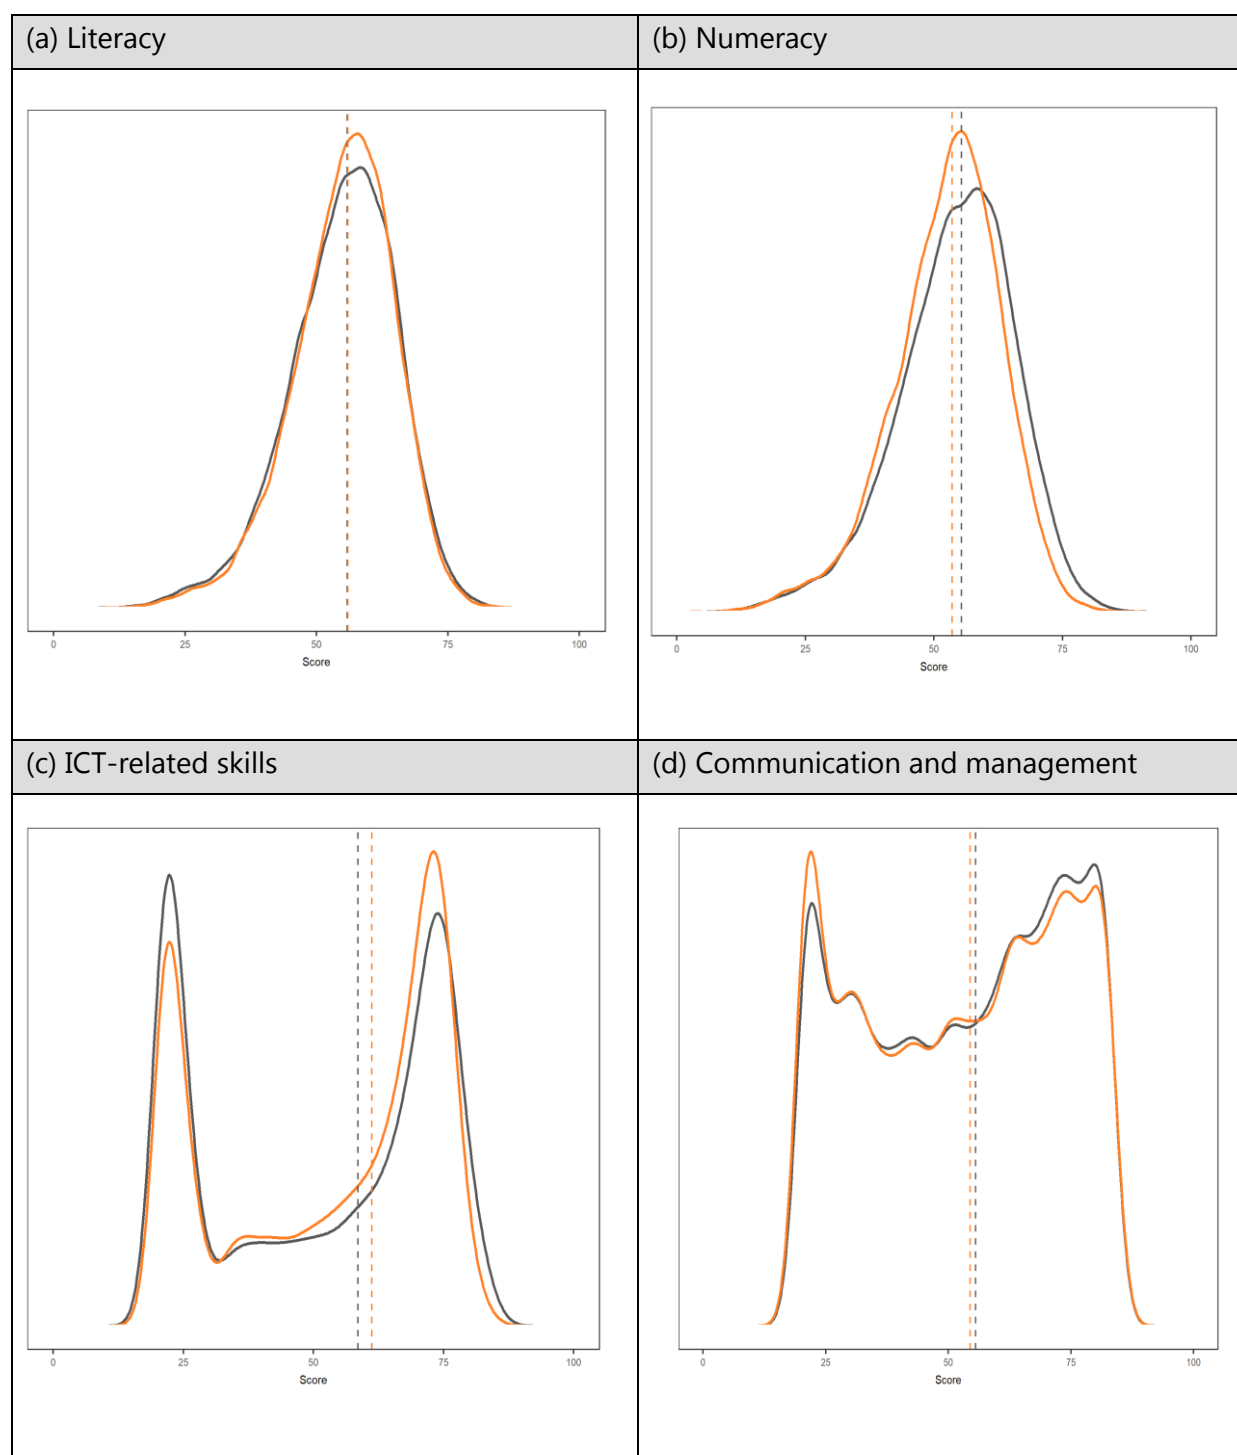 (a) Literacy
(b) Numeracy
0 25 50 75 100
Score
0 25 50 75 100
Score
(c) ICT-related skills
(d) Communication and management
0 25 50 75 100
Score
0 25 50 75 100
Score